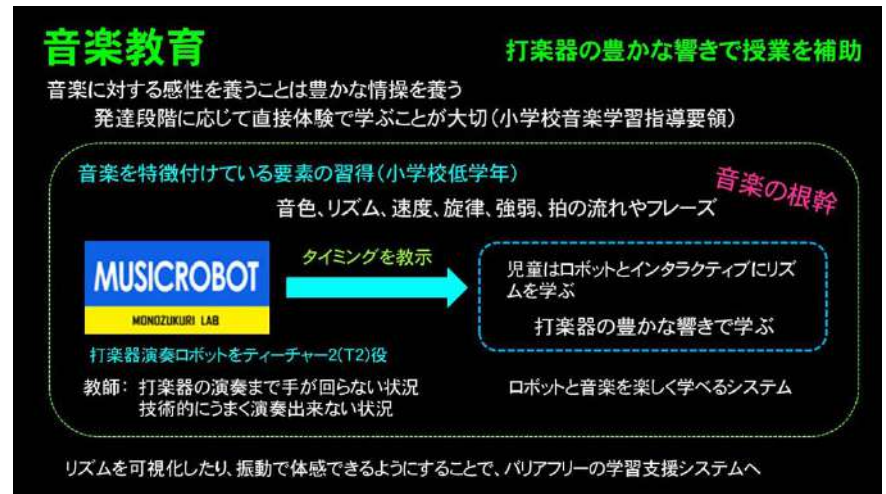 音楽教育
打楽器の豊かな響きで授業を補助
音楽に対する感性を養うことは豊かな情操を養う
発達段階に応じて直接体験で学ぶことが大切(小学校音楽学習指導要領)
音楽を特徴付けている要素の習得(小学校低学年)
音楽の根幹
音色、リズム、速度、旋律、強弱、拍の流れやフレーズ
MUSICROBOT
MONOZUKURI LAB
タイミングを教示
児童はロボットとインタラクティブにリズ
ムを学ぶ
打楽器の豊かな響きで学ぶ
打楽器演奏ロボットをティーチャー2(T2)役
教師: 打楽器の演奏まで手が回らない状況
技術的にうまく演奏出来ない状況
ロボットと音楽を楽しく学べるシステム
リズムを可視化したり、振動で体感できるようにすることで、バリアフリーの学習支援システムへ